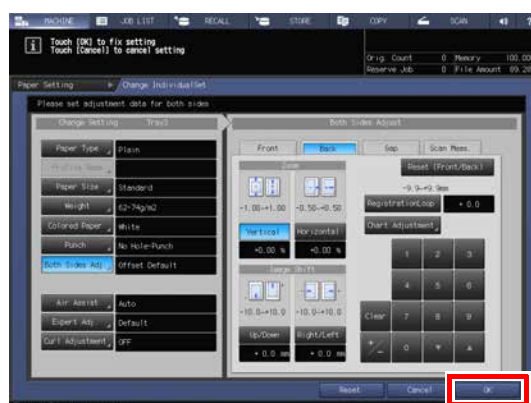 MACHINE JOB LIST RECALL STORE COPY SCAN
Touch [OK] to fix setting
Touch [Cancel] to cancel setting
Orig. Count 0 Memory 100.00
Reserve Job 0 File Amount 89.28
Paper Setting Change IndividualSet
Please set adjustment data for both sides
Change Setting Tray3
Both Sides Adjust
Paper Type Plain
Profile Name
Paper Size Standard
Weight 62-74g/m2
Colored Paper White
Punch No Hole-Punch
Both Sides Adj. Offset Default
Air Assist Auto
Expert Adj. Default
Curl Adjustment OFF
Front Back Gap Scan Meas.
Zoom
-1.00~+1.00 -0.50~+0.50
Vertical Horizontal
+0.00 % +0.00 %
Image Shift
-10.0~+10.0 -10.0~+10.0
Up/Down Right/Left
+ 0.0 mm + 0.0 mm
Reset (Front/Back)
-9.9~+9.9mm
RegistrationLoop + 0.0
Chart Adjustment
1 2 3
4 5 6
Clear 7 8 9
+/- 0 ▼ ▲
Reset Cancel OK